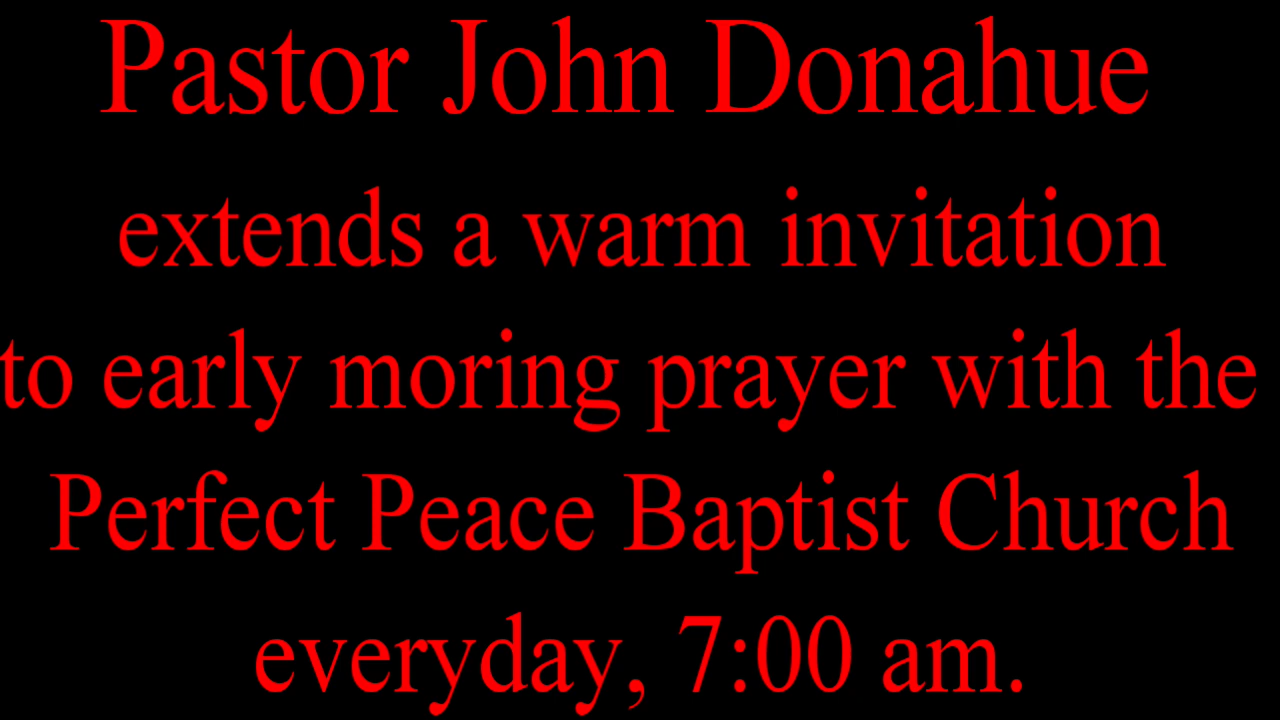 Pastor John Donahue
extends a warm invitation
to early moring prayer with the
Perfect Peace Baptist Church
everyday, 7:00 am.